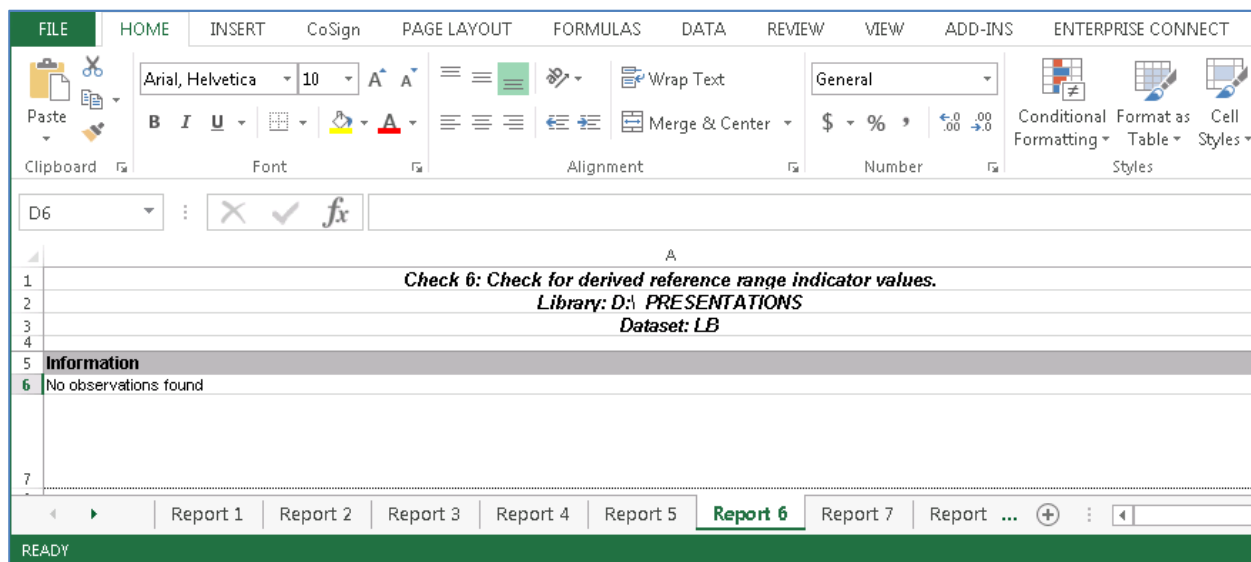 FILE HOME INSERT CoSign PAGE LAYOUT FORMULAS DATA REVIEW VIEW ADD-INS ENTERPRISE CONNECT
Arial, Helvetica 10 A A Wrap Text General
Paste B I U A Merge & Center $ % , .0 .00 .00 .0 Conditional Formatting Format as Table Cell Styles
Clipboard Font Alignment Number Styles
D6 fx
A
1 Check 6: Check for derived reference range indicator values.
2 Library: D:\ PRESENTATIONS
3 Dataset: LB
4
5 Information
6 No observations found
7
Report 1 Report 2 Report 3 Report 4 Report 5 Report 6 Report 7 Report ...
READY